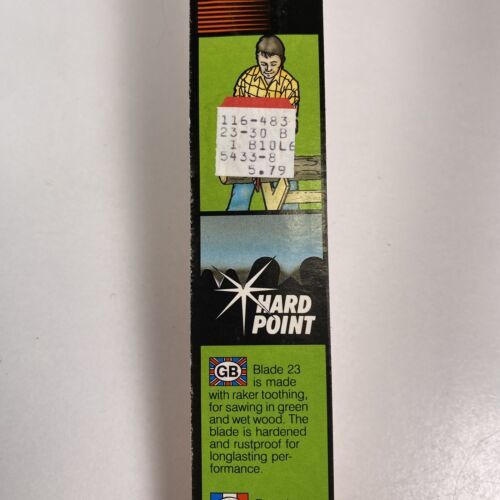 116-483
23-30 B
I B10L6
5433-8
5.79
HARD
POINT
GB
Blade 23
is made
with raker toothing,
for sawing in green
and wet wood. The
blade is hardened
and rustproof for
longlasting per-
formance.